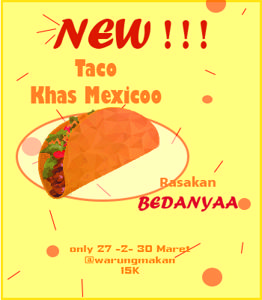 NEW !!!
Taco
Khas Mexicoo
Rasakan
BEDANYAA
only 27 -2- 30 Maret
@warungmakan
15K